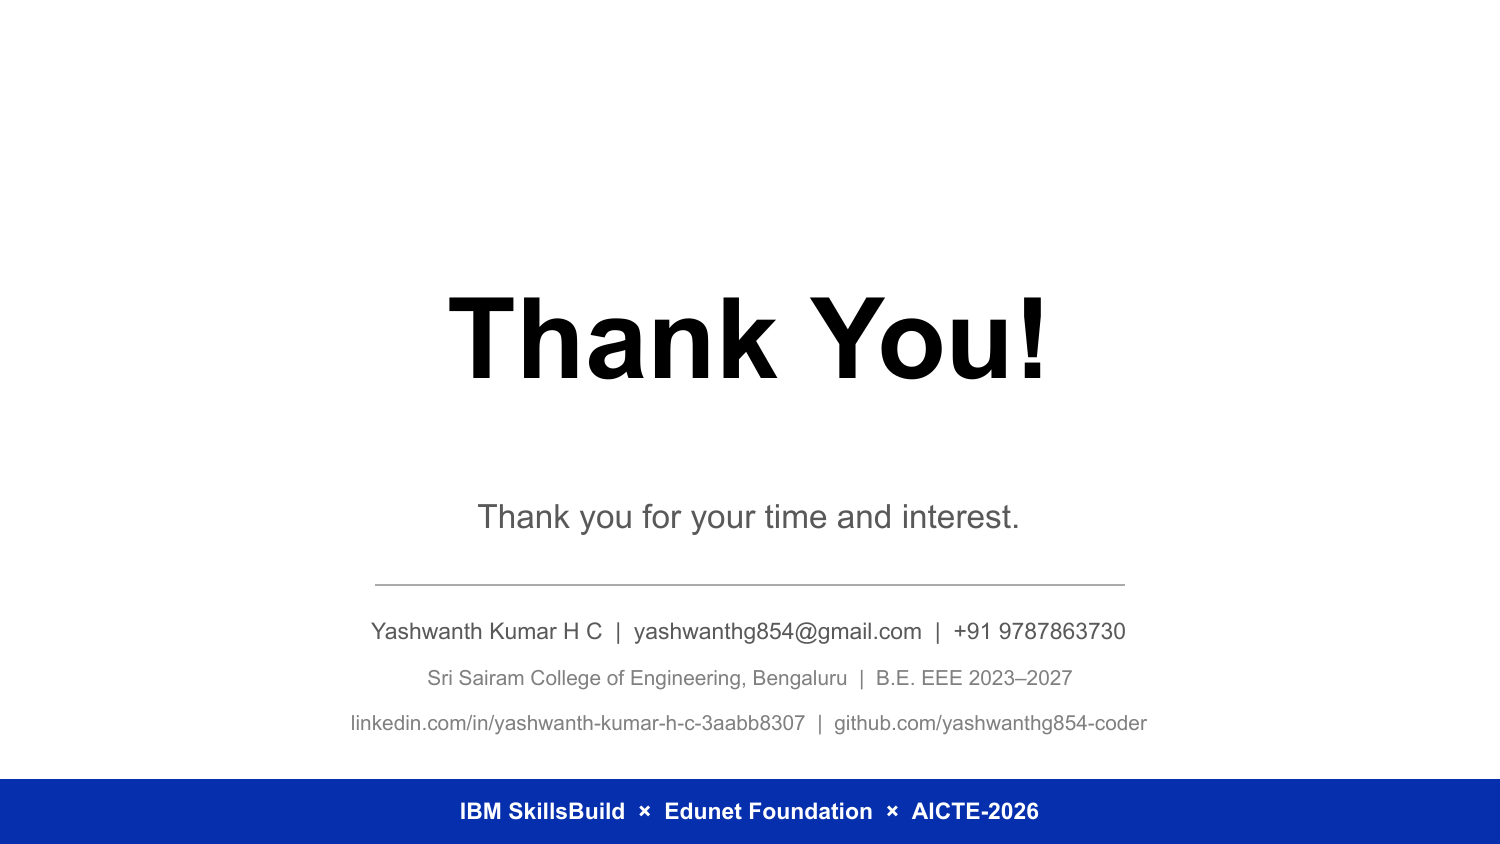 Thank You!
Thank you for your time and interest.
Yashwanth Kumar H C | yashwanthg854@gmail.com | +91 9787863730
Sri Sairam College of Engineering, Bengaluru | B.E. EEE 2023–2027
linkedin.com/in/yashwanth-kumar-h-c-3aabb8307 | github.com/yashwanthg854-coder
IBM SkillsBuild × Edunet Foundation × AICTE-2026